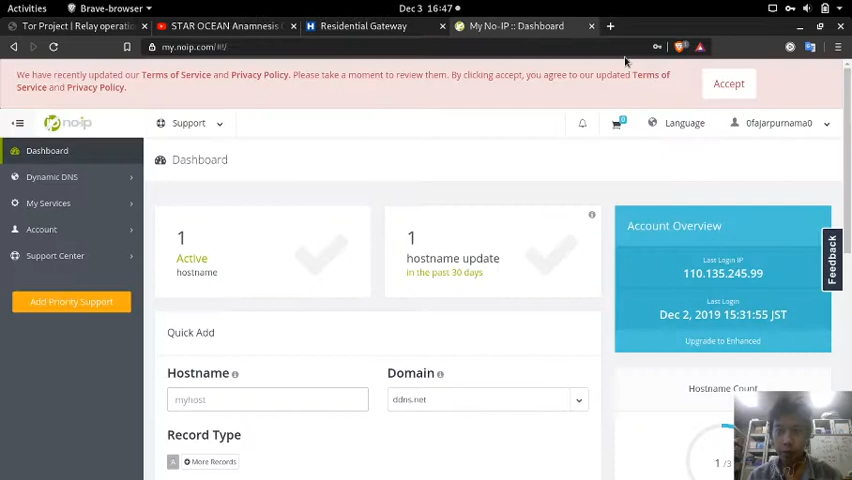 Activities
Brave-browser
Dec 3 16:47
Tor Project | Relay operatio
STAR OCEAN Anamnesis
Residential Gateway
My No-IP :: Dashboard
my.noip.com/#!/
We have recently updated our Terms of Service and Privacy Policy. Please take a moment to review them. By clicking accept, you agree to our updated Terms of
Service and Privacy Policy.
Accept
no-ip
Support
0
Language
0fajarpurnama0
Dashboard
Dynamic DNS
My Services
Account
Support Center
Add Priority Support
Dashboard
1
Active
hostname
1
hostname update
in the past 30 days
Account Overview
Last Login IP
110.135.245.99
Last Login
Dec 2, 2019 15:31:55 JST
Upgrade to Enhanced
Feedback
Quick Add
Hostname
myhost
Domain
ddns.net
Record Type
A
More Records
Hostname Count
1 /3